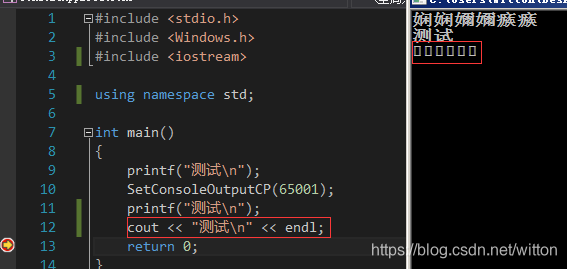 1 #include <stdio.h>
2 #include <Windows.h>
3 #include <iostream>
4
5 using namespace std;
6
7 int main()
8 {
9 printf("测试\n");
10 SetConsoleOutputCP(65001);
11 printf("测试\n");
12 cout << "测试\n" << endl;
13 return 0;
14 }
娴娴嬭嬭瘯瘯
测试
□□□□□□
https://blog.csdn.net/witton